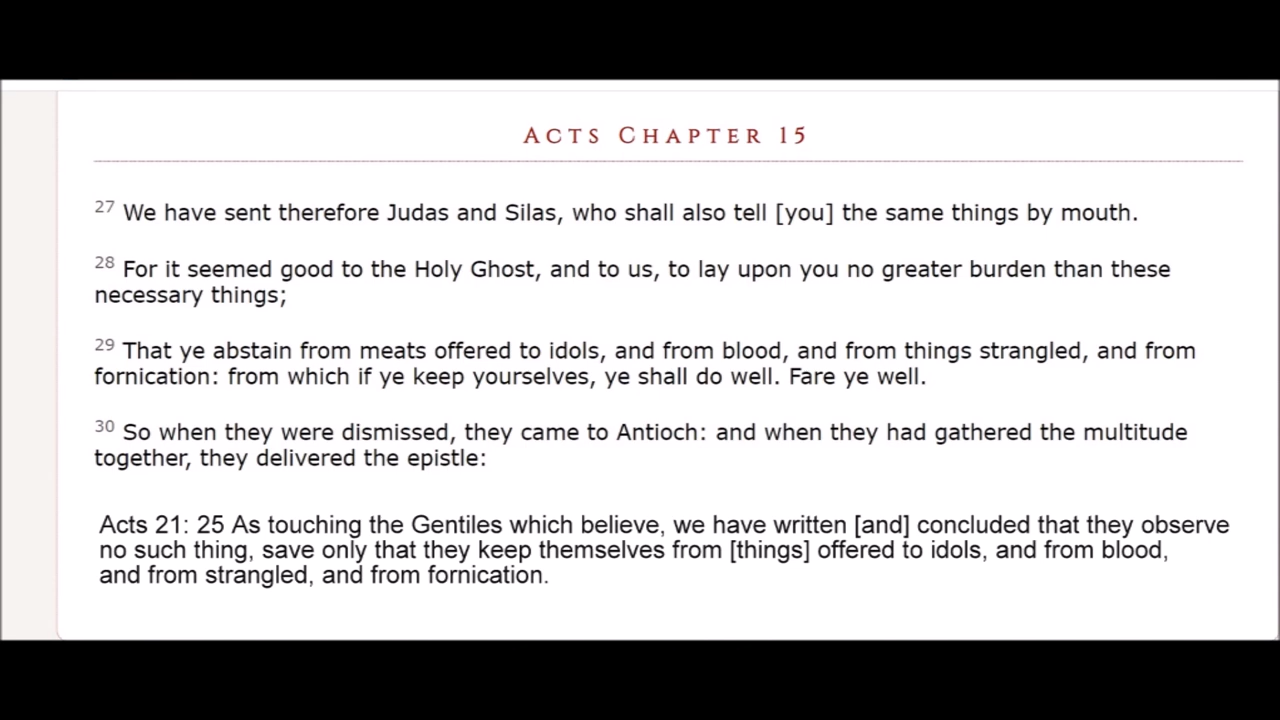 Acts Chapter 15
27 We have sent therefore Judas and Silas, who shall also tell [you] the same things by mouth.
28 For it seemed good to the Holy Ghost, and to us, to lay upon you no greater burden than these
necessary things;
29 That ye abstain from meats offered to idols, and from blood, and from things strangled, and from
fornication: from which if ye keep yourselves, ye shall do well. Fare ye well.
30 So when they were dismissed, they came to Antioch: and when they had gathered the multitude
together, they delivered the epistle:
Acts 21: 25 As touching the Gentiles which believe, we have written [and] concluded that they observe
no such thing, save only that they keep themselves from [things] offered to idols, and from blood,
and from strangled, and from fornication.